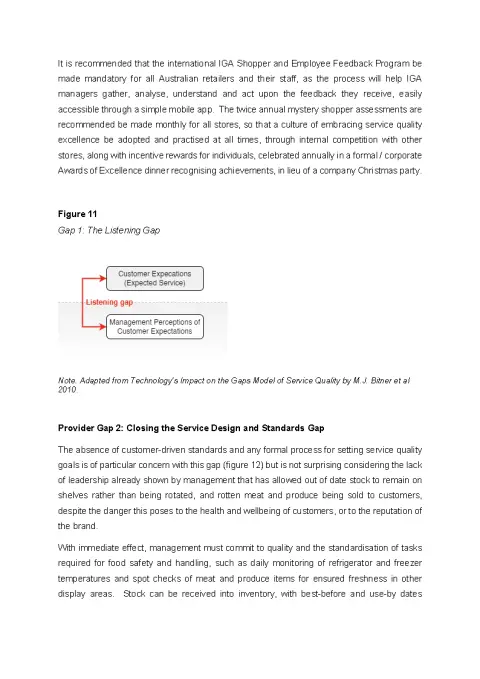 It is recommended that the international IGA Shopper and Employee Feedback Program be
made mandatory for all Australian retailers and their staff, as the process will help IGA
managers gather, analyse, understand and act upon the feedback they receive, easily
accessible through a simple mobile app. The twice annual mystery shopper assessments are
recommended be made monthly for all stores, so that a culture of embracing service quality
excellence be adopted and practised at all times, through internal competition with other
stores, along with incentive rewards for individuals, celebrated annually in a formal / corporate
Awards of Excellence dinner recognising achievements, in lieu of a company Christmas party.
Figure 11
Gap 1: The Listening Gap
Customer Expecations
(Expected Service)
Listening gap
Management Perceptions of
Customer Expectations
Note. Adapted from Technology's Impact on the Gaps Model of Service Quality by M.J. Bitner et al
2010.
Provider Gap 2: Closing the Service Design and Standards Gap
The absence of customer-driven standards and any formal process for setting service quality
goals is of particular concern with this gap (figure 12) but is not surprising considering the lack
of leadership already shown by management that has allowed out of date stock to remain on
shelves rather than being rotated, and rotten meat and produce being sold to customers,
despite the danger this poses to the health and wellbeing of customers, or to the reputation of
the brand.
With immediate effect, management must commit to quality and the standardisation of tasks
required for food safety and handling, such as daily monitoring of refrigerator and freezer
temperatures and spot checks of meat and produce items for ensured freshness in other
display areas. Stock can be received into inventory, with best-before and use-by dates